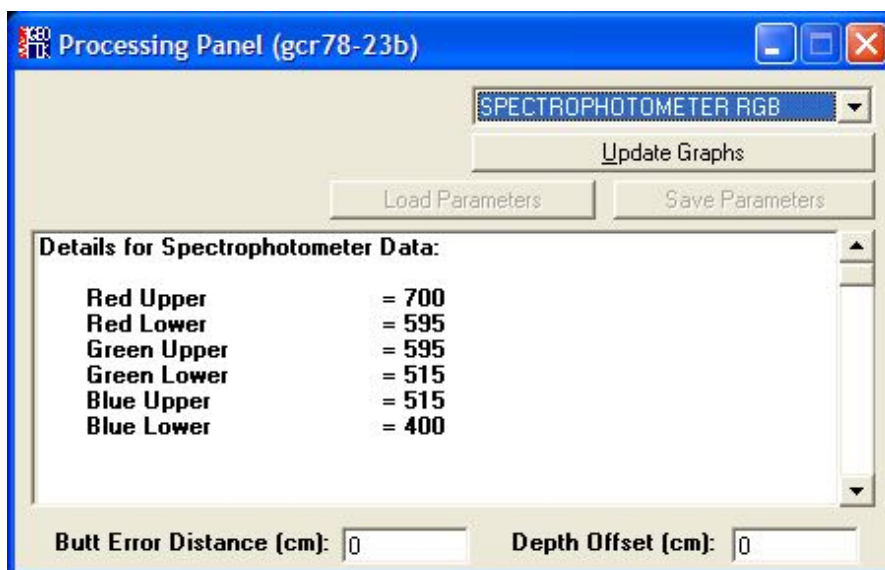 Processing Panel (gcr78-23b)
SPECTROPHOTOMETER RGB
Update Graphs
Load Parameters Save Parameters
Details for Spectrophotometer Data:
Red Upper = 700
Red Lower = 595
Green Upper = 595
Green Lower = 515
Blue Upper = 515
Blue Lower = 400
Butt Error Distance (cm): 0 Depth Offset (cm): 0